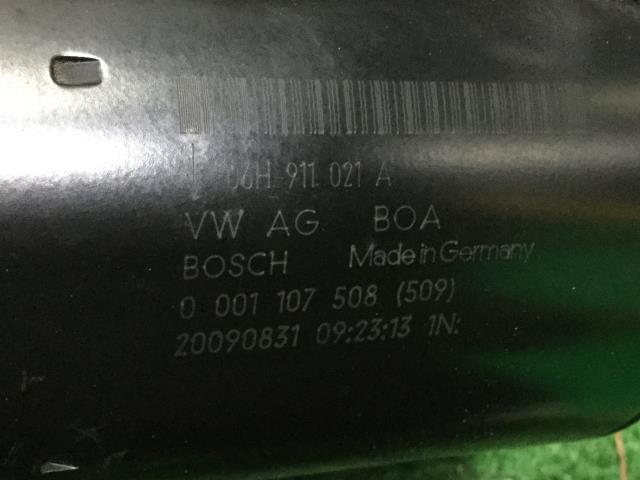 06H 911 021 A
VW AG BOA
BOSCH Made in Germany
0 001 107 508 (509)
20090831 09:23:13 1N: